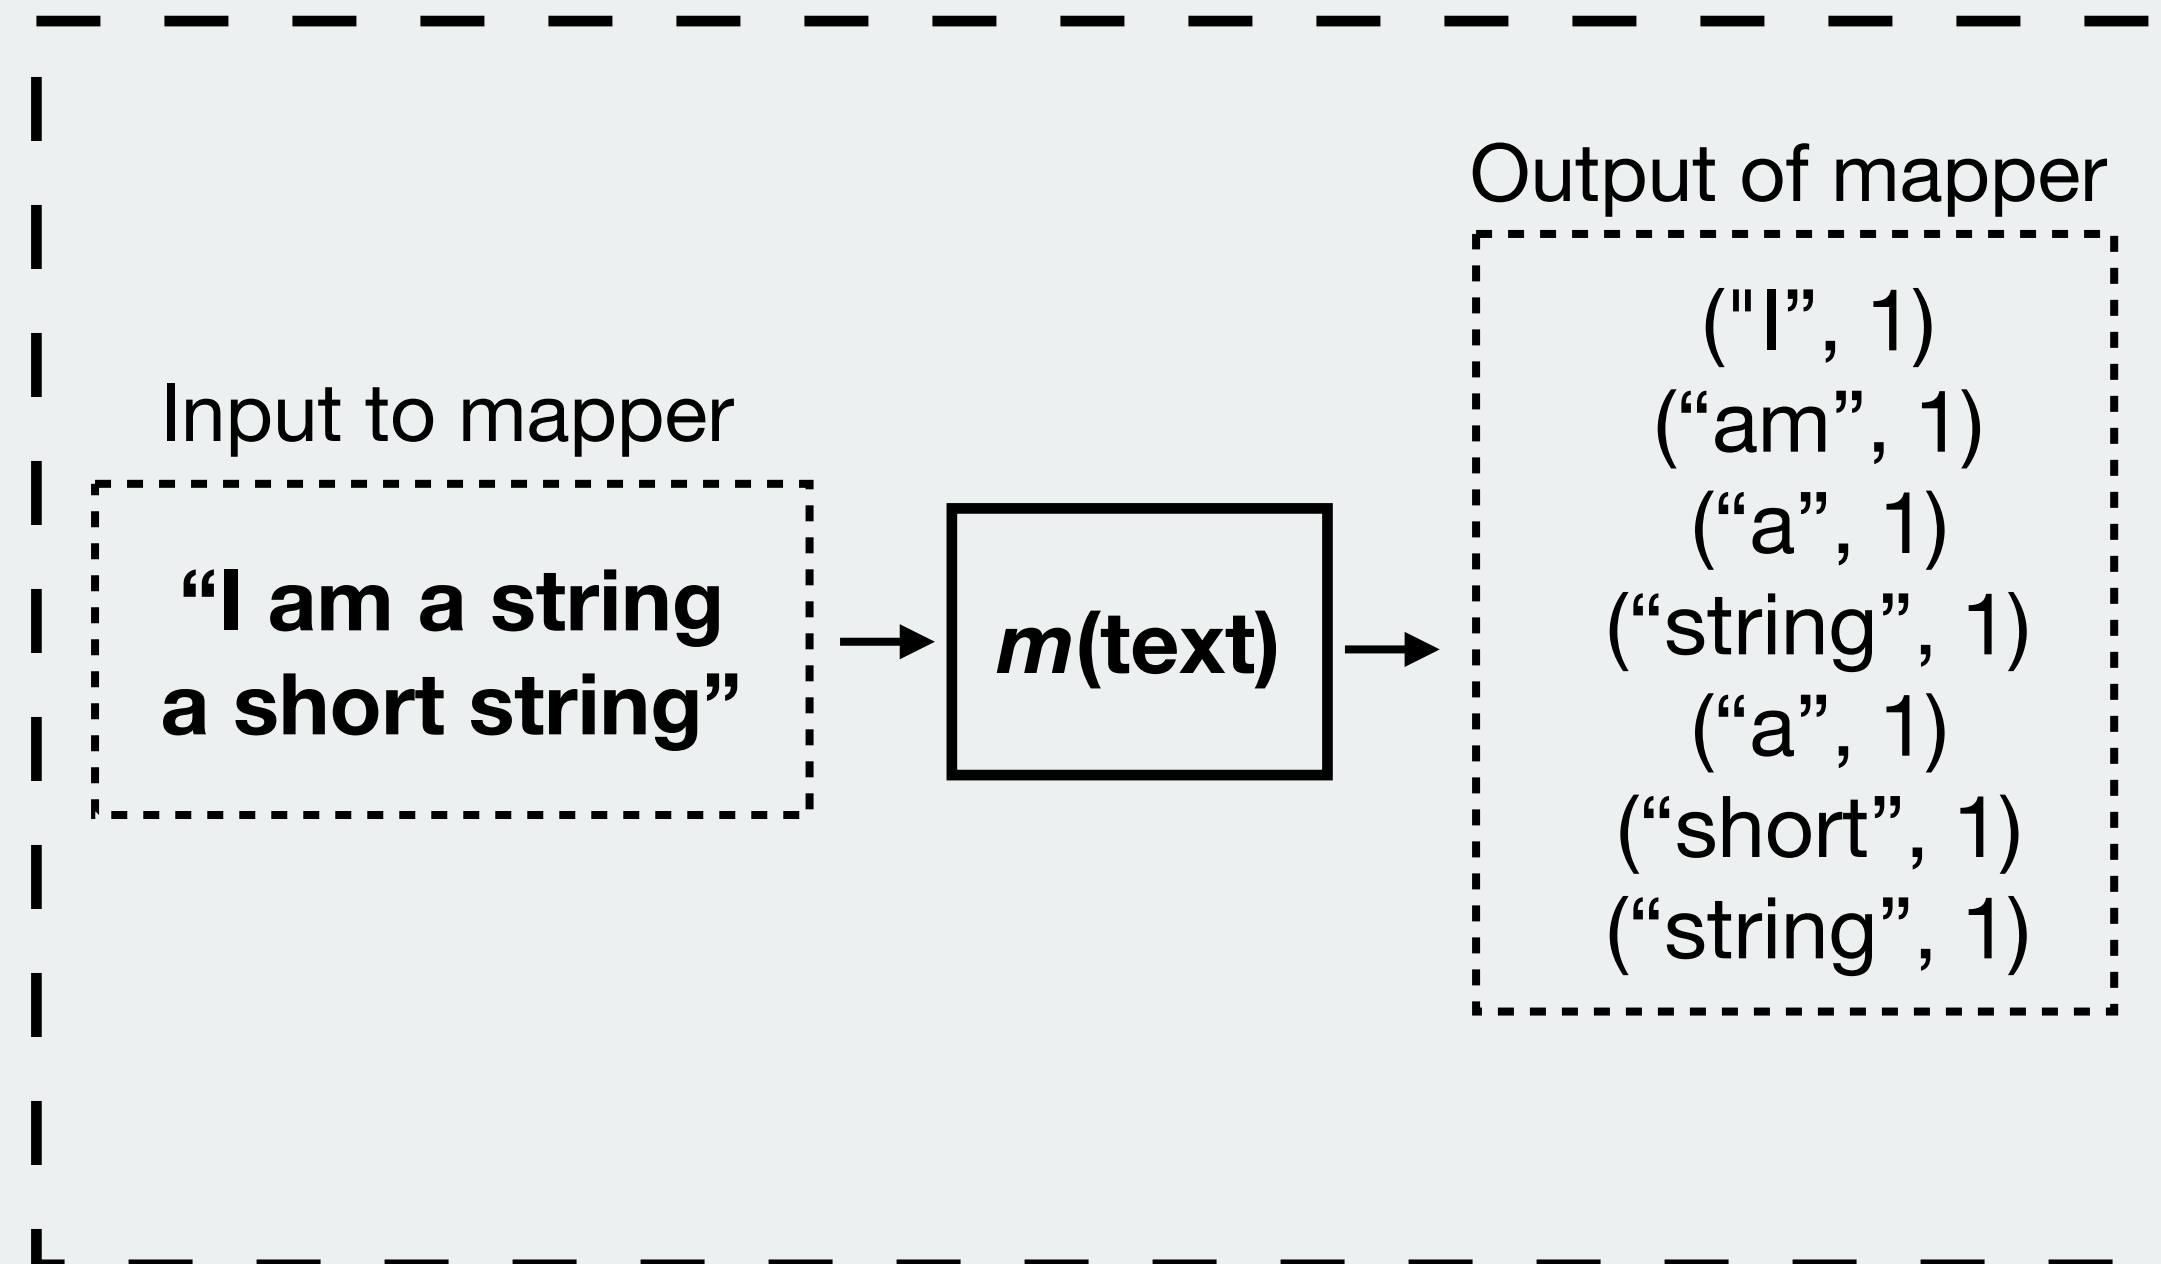 Input to mapper
“I am a string
a short string”
m(text)
Output of mapper
("I”, 1)
(“am”, 1)
(“a”, 1)
(“string”, 1)
(“a”, 1)
(“short”, 1)
(“string”, 1)